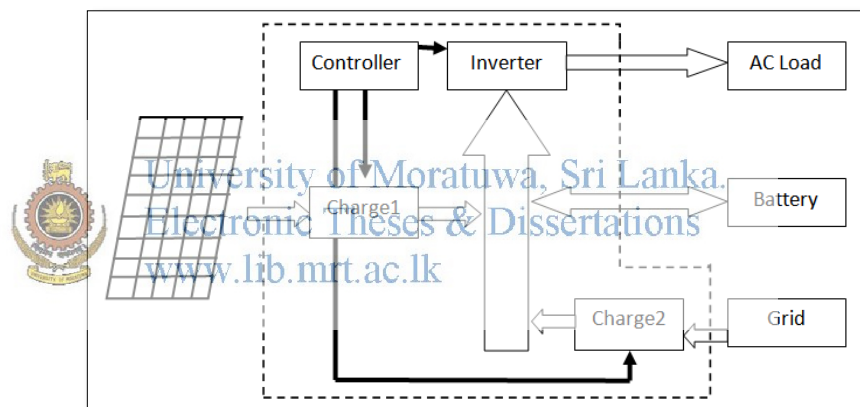 Controller
Inverter
AC Load
University of Moratuwa, Sri Lanka.
Charge1
Battery
Electronic Theses & Dissertations
www.lib.mrt.ac.lk
Charge2
Grid